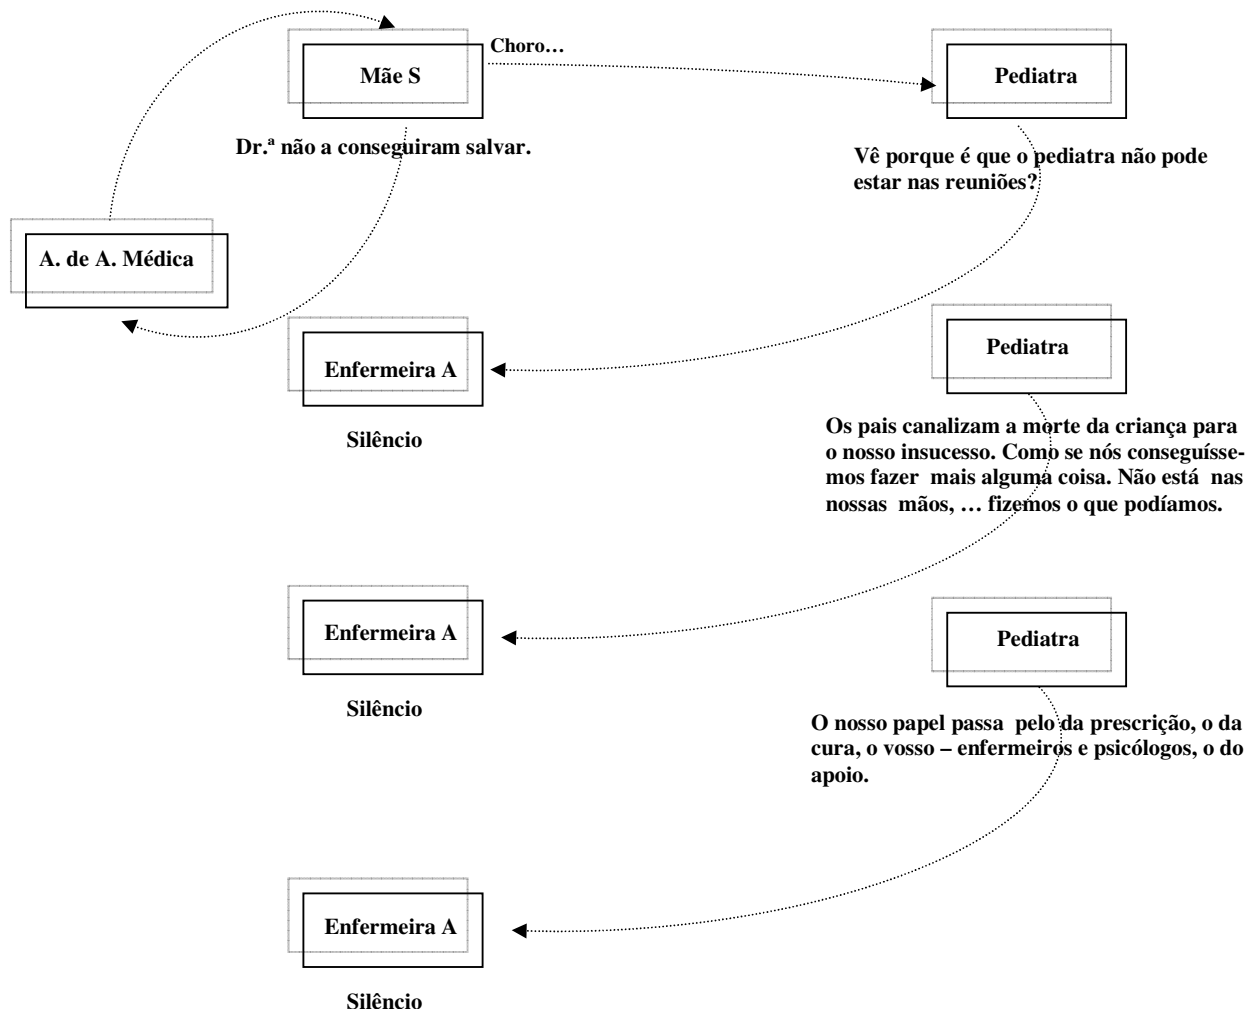 Choro…
Mãe S
Pediatra
Dr.ª não a conseguiram salvar.
Vê porque é que o pediatra não pode
estar nas reuniões?
A. de A. Médica
Enfermeira A
Silêncio
Pediatra
Os pais canalizam a morte da criança para
o nosso insucesso. Como se nós conseguísse-
mos fazer mais alguma coisa. Não está nas
nossas mãos, … fizemos o que podíamos.
Enfermeira A
Silêncio
Pediatra
O nosso papel passa pelo da prescrição, o da
cura, o vosso – enfermeiros e psicólogos, o do
apoio.
Enfermeira A
Silêncio